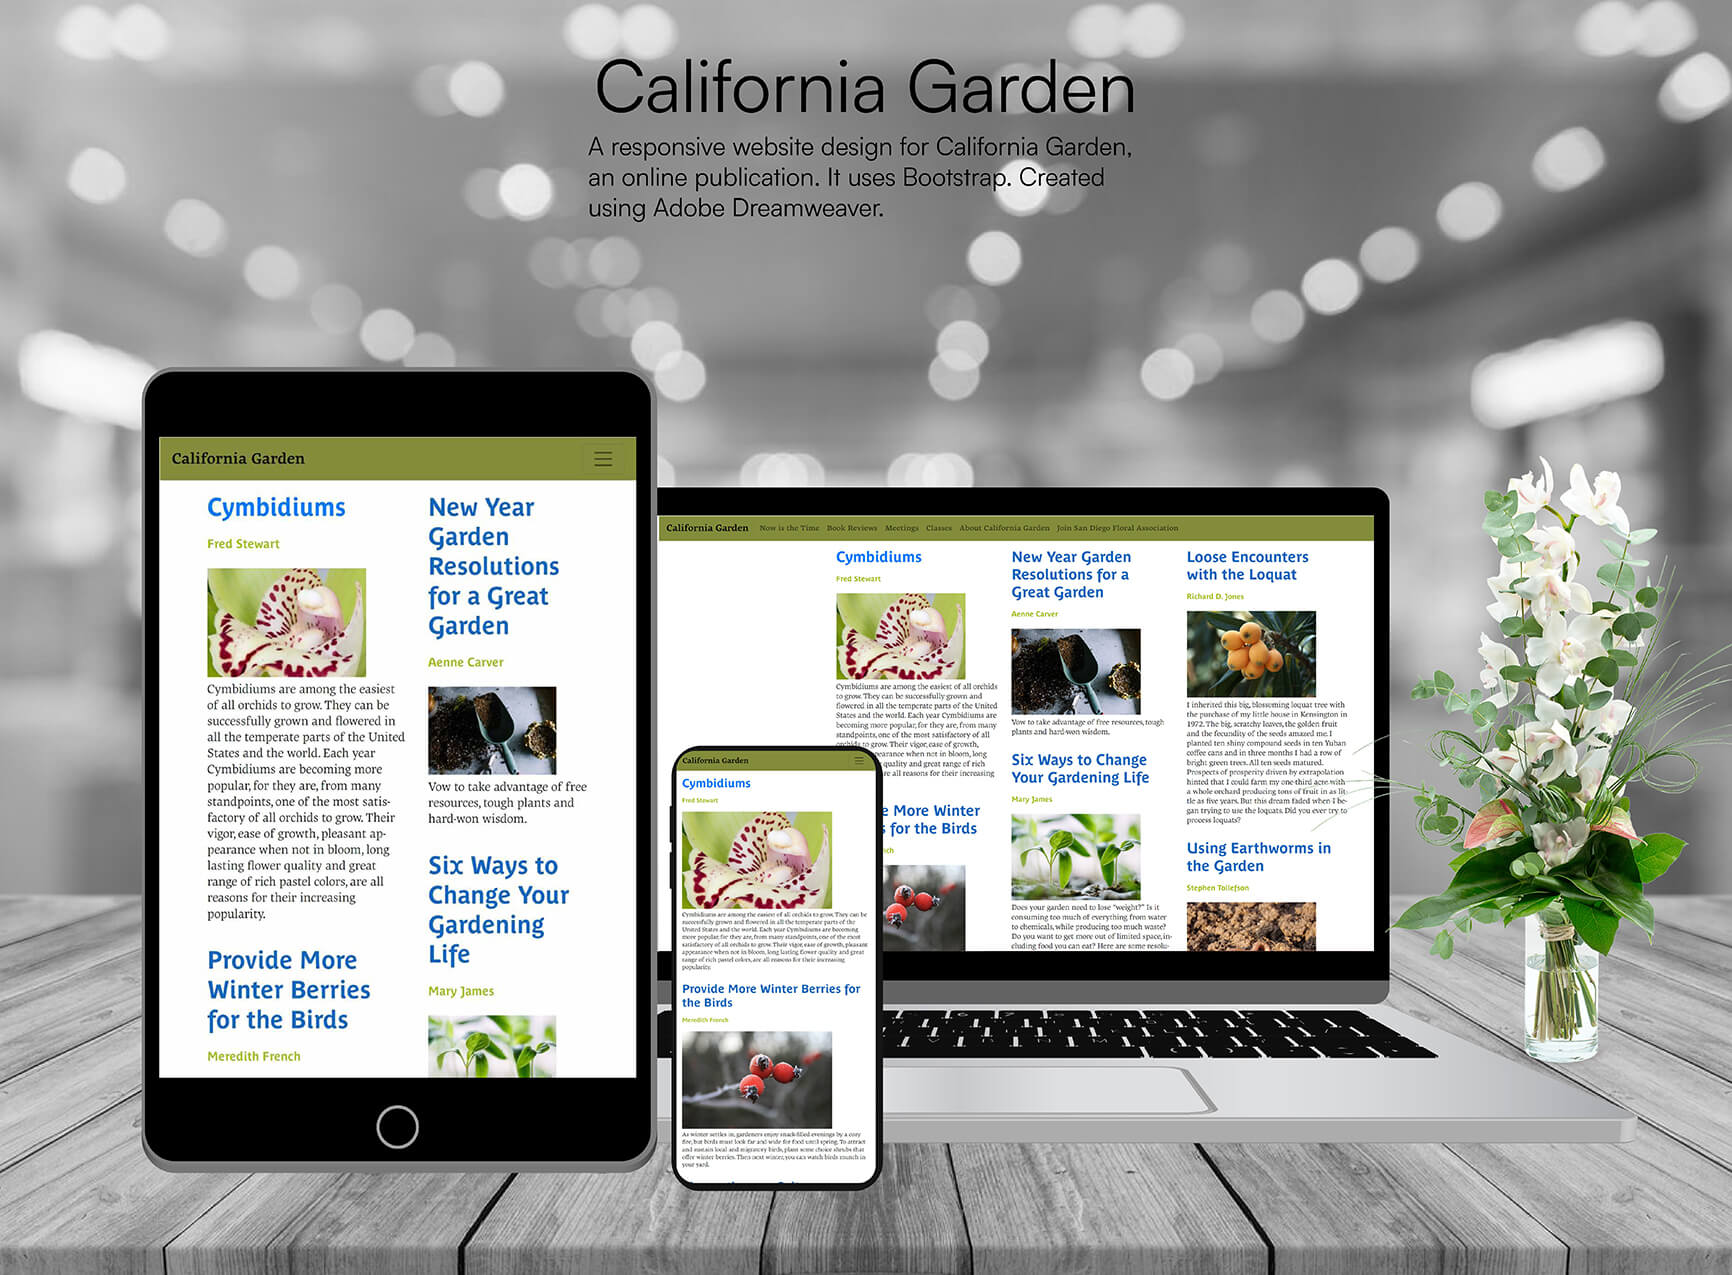 California Garden
A responsive website design for California Garden,
an online publication. It uses Bootstrap. Created
using Adobe Dreamweaver.
California Garden
Cymbidiums
Fred Stewart
Cymbidiums are among the easiest
of all orchids to grow. They can be
successfully grown and flowered in
all the temperate parts of the United
States and the world. Each year
Cymbidiums are becoming more
popular, for they are, from many
standpoints, one of the most satis-
factory of all orchids to grow. Their
vigor, ease of growth, pleasant ap-
pearance when not in bloom, long
lasting flower quality and great
range of rich pastel colors, are all
reasons for their increasing
popularity.
Provide More
Winter Berries
for the Birds
Meredith French
New Year
Garden
Resolutions
for a Great
Garden
Aenne Carver
Vow to take advantage of free
resources, tough plants and
hard-won wisdom.
Six Ways to
Change Your
Gardening
Life
Mary James
California Garden
Cymbidiums
Fred Stewart
Cymbidiums are among the easiest of all orchids to grow. They can be
successfully grown and flowered in all the temperate parts of the
United States and the world. Each year Cymbidiums are becoming
more popular, for they are, from many standpoints, one of the most
satisfactory of all orchids to grow. Their vigor, ease of growth, pleasant
appearance when not in bloom, long lasting flower quality and great
range of rich pastel colors, are all reasons for their increasing
popularity.
Provide More Winter Berries for
the Birds
Meredith French
As winter settles in, gardeners enjoy snack-filled evenings by a cozy
fire, but birds must look far and wide for food until spring. To attract
and sustain local and migratory birds, plant some choice shrubs that
offer winter berries. Then next winter, you can watch birds munch in
your yard.
California Garden Now is the Time Book Reviews Meetings Classes About California Garden Join San Diego Floral Association
Cymbidiums
Fred Stewart
Cymbidiums are among the easiest of all orchids
to grow. They can be successfully grown and
flowered in all the temperate parts of the United
States and the world. Each year Cymbidiums are
becoming more popular, for they are, from many
standpoints, one of the most satisfactory of all
orchids to grow. Their vigor, ease of growth,
pearance when not in bloom, long
quality and great range of rich
re all reasons for their increasing
e More Winter
s for the Birds
nch
New Year Garden
Resolutions for a
Great Garden
Aenne Carver
Vow to take advantage of free resources, tough
plants and hard-won wisdom.
Six Ways to Change
Your Gardening Life
Mary James
Does your garden need to lose "weight?" Is it
consuming too much of everything from water
to chemicals, while producing too much waste?
Do you want to get more out of limited space, in-
cluding food you can eat? Here are some resolu-
Loose Encounters
with the Loquat
Richard D. Jones
I inherited this big, blossoming loquat tree with
the purchase of my little house in Kensington in
1972. The big, scratchy leaves, the golden fruit
and the fecundity of the seeds amazed me. I
planted ten shiny compound seeds in ten Yuban
coffee cans and in three months I had a row of
bright green trees. All ten seeds matured.
Prospects of prosperity driven by extrapolation
hinted that I could farm my one-third acre with
a whole orchard producing tons of fruit in as lit-
tle as five years. But this dream faded when I be-
gan trying to use the loquats. Did you ever try to
process loquats?
Using Earthworms in
the Garden
Stephen Tollefson